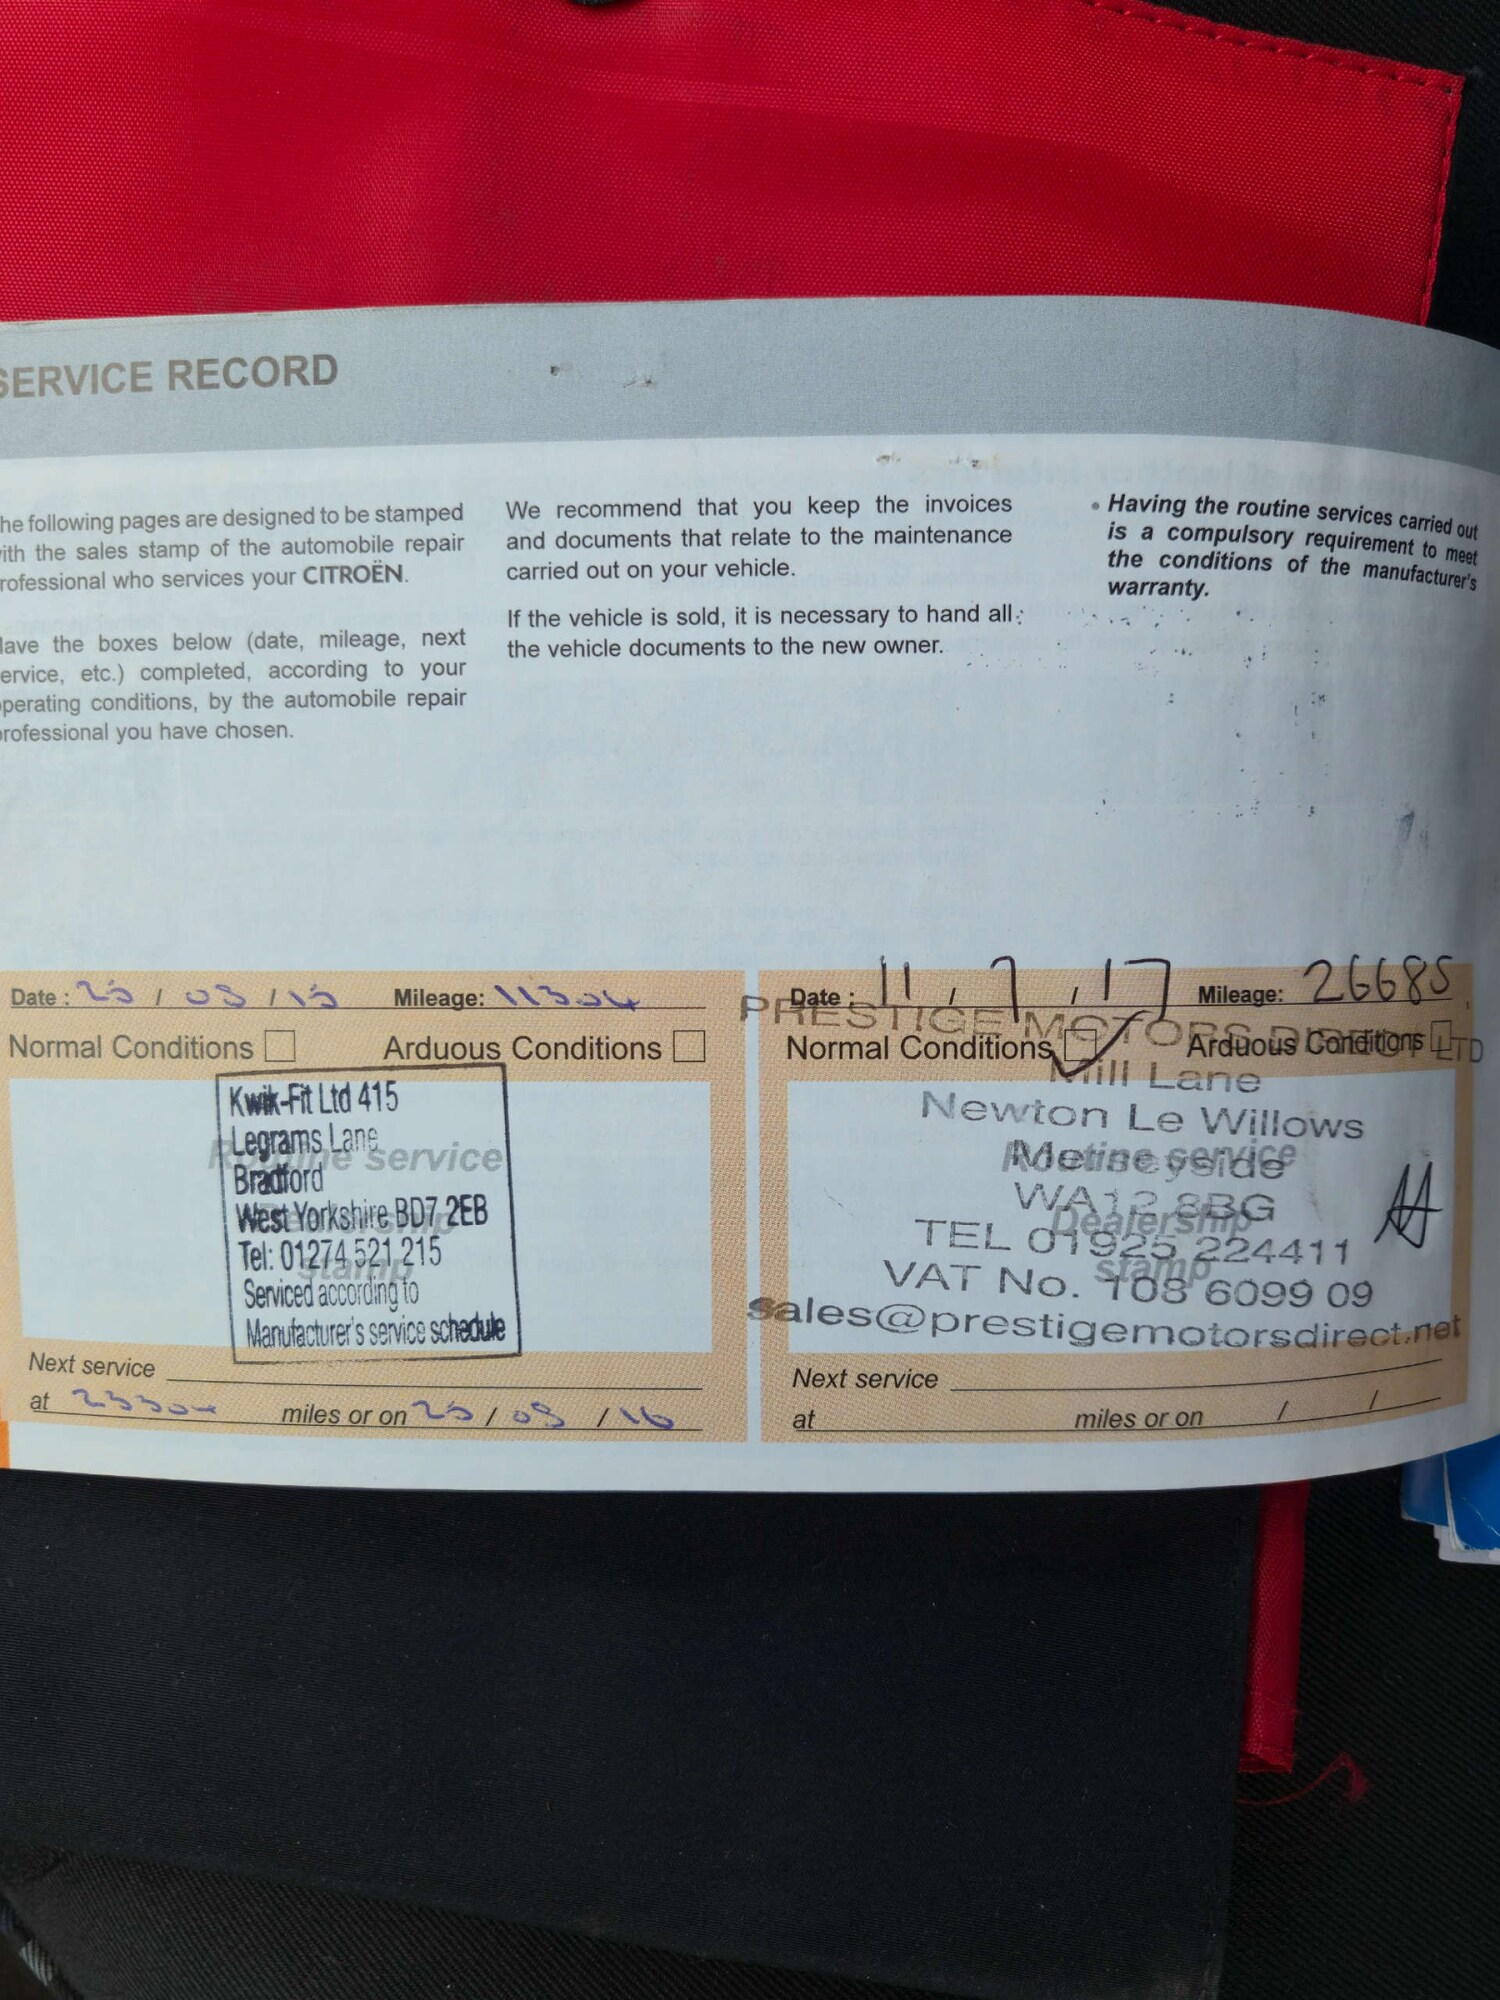 SERVICE RECORD
he following pages are designed to be stamped
ith the sales stamp of the automobile repair
rofessional who services your CITROËN.
ave the boxes below (date, mileage, next
ervice, etc.) completed, according to your
perating conditions, by the automobile repair
rofessional you have chosen.
We recommend that you keep the invoices
and documents that relate to the maintenance
carried out on your vehicle.
If the vehicle is sold, it is necessary to hand all
the vehicle documents to the new owner.
• Having the routine services carried out
is a compulsory requirement to meet
the conditions of the manufacturer's
warranty.
Date : / / 15 Mileage: 11304
Normal Conditions Arduous Conditions
Routine service
Dealership
stamp
Kwik-Fit Ltd 415
Legrams Lane
Bradford
West Yorkshire BD7 2EB
Tel: 01274 521 215
Serviced according to
Manufacturer's service schedule
Next service
at 23304 miles or on / / 16
Date : 11 / 7 / 17 Mileage: 26685
Normal Conditions Arduous Conditions
Routine service
Dealership
stamp
PRESTIGE MOTORS DIRECT LTD
Mill Lane
Newton Le Willows
Merseyside
WA12 8BG
TEL 01925 224411
VAT No. 108 6099 09
sales@prestigemotorsdirect.net
Next service
at miles or on / /